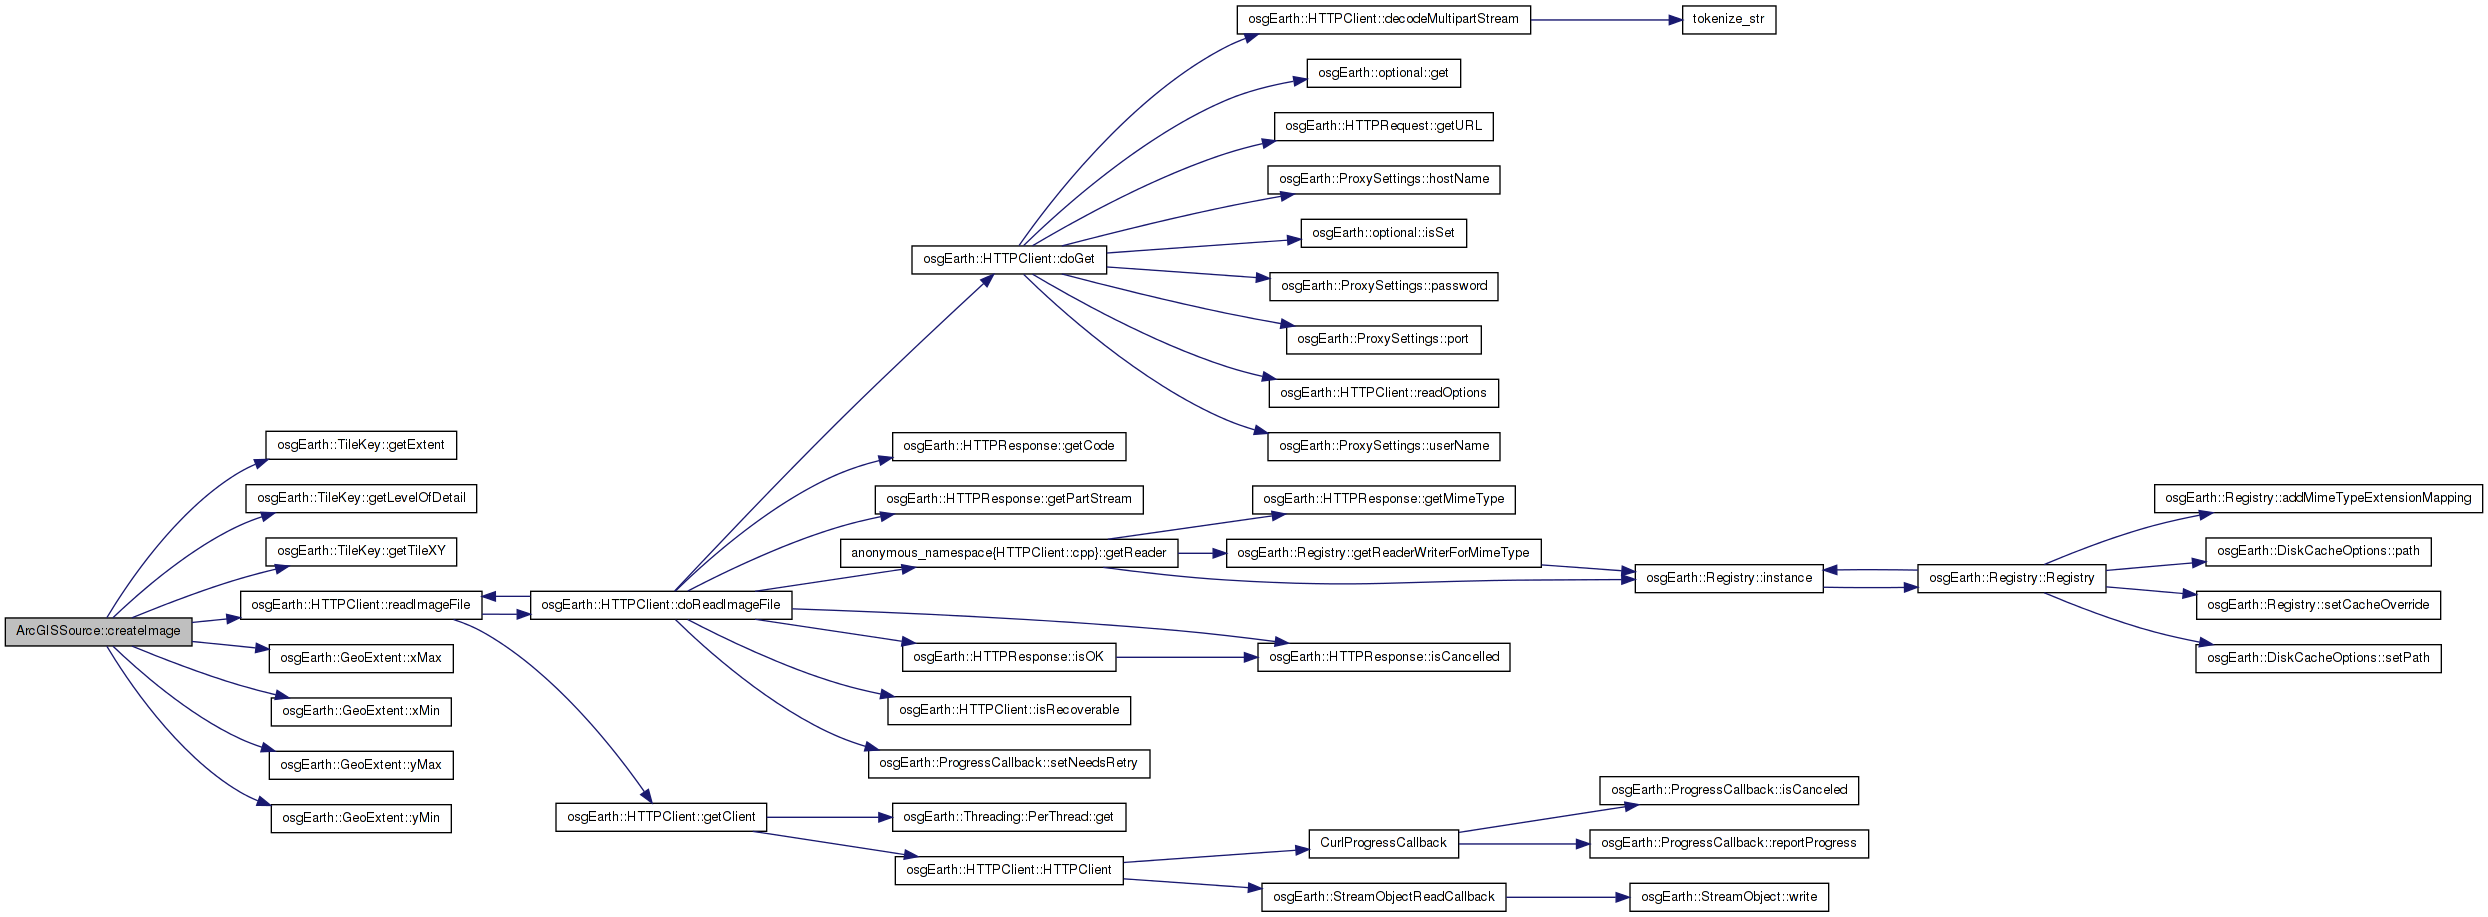 osgEarth::HTTPClient::decodeMultipartStream
tokenize_str
osgEarth::optional::get
osgEarth::HTTPRequest::getURL
osgEarth::ProxySettings::hostName
osgEarth::optional::isSet
osgEarth::HTTPClient::doGet
osgEarth::ProxySettings::password
osgEarth::ProxySettings::port
osgEarth::HTTPClient::readOptions
osgEarth::ProxySettings::userName
osgEarth::TileKey::getExtent
osgEarth::HTTPResponse::getCode
osgEarth::TileKey::getLevelOfDetail
osgEarth::HTTPResponse::getPartStream
osgEarth::HTTPResponse::getMimeType
osgEarth::Registry::addMimeTypeExtensionMapping
osgEarth::TileKey::getTileXY
anonymous_namespace{HTTPClient::cpp}::getReader
osgEarth::Registry::getReaderWriterForMimeType
osgEarth::DiskCacheOptions::path
osgEarth::Registry::instance
osgEarth::Registry::Registry
osgEarth::HTTPClient::readImageFile
osgEarth::HTTPClient::doReadImageFile
osgEarth::Registry::setCacheOverride
ArcGISSource::createImage
osgEarth::GeoExtent::xMax
osgEarth::HTTPResponse::isOK
osgEarth::HTTPResponse::isCancelled
osgEarth::DiskCacheOptions::setPath
osgEarth::GeoExtent::xMin
osgEarth::HTTPClient::isRecoverable
osgEarth::GeoExtent::yMax
osgEarth::ProgressCallback::setNeedsRetry
osgEarth::ProgressCallback::isCanceled
osgEarth::GeoExtent::yMin
osgEarth::HTTPClient::getClient
osgEarth::Threading::PerThread::get
CurlProgressCallback
osgEarth::ProgressCallback::reportProgress
osgEarth::HTTPClient::HTTPClient
osgEarth::StreamObjectReadCallback
osgEarth::StreamObject::write